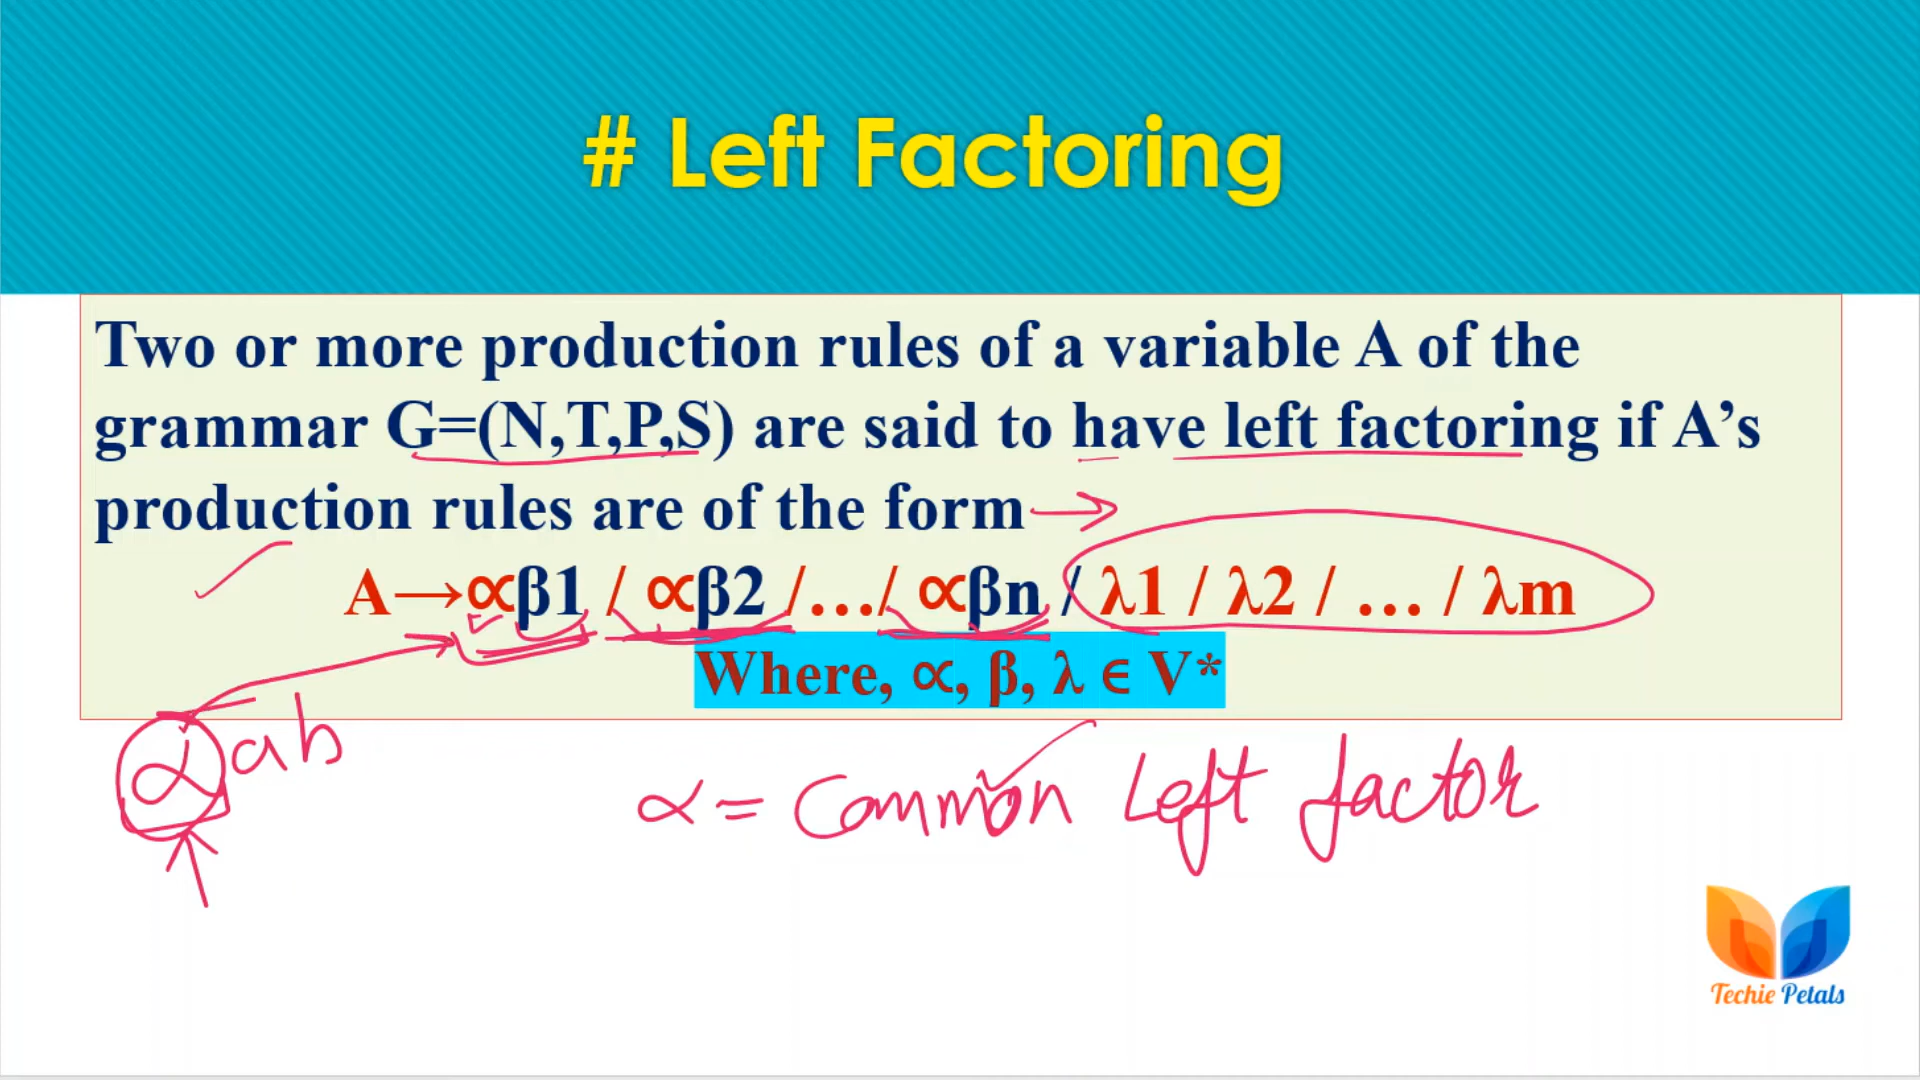 # Left Factoring
Two or more production rules of a variable A of the
grammar G=(N,T,P,S) are said to have left factoring if A’s
production rules are of the form
A→∝β1 / ∝β2 /…/ ∝βn / λ1 / λ2 / … / λm
Where, ∝, β, λ ∈ V*
α ab
α = Common Left factor
Techie Petals